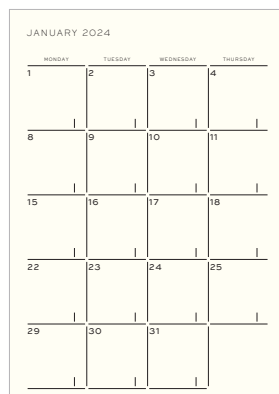 JANUARY 2024
MONDAY TUESDAY WEDNESDAY THURSDAY
1 2 3 4
8 9 10 11
15 16 17 18
22 23 24 25
29 30 31